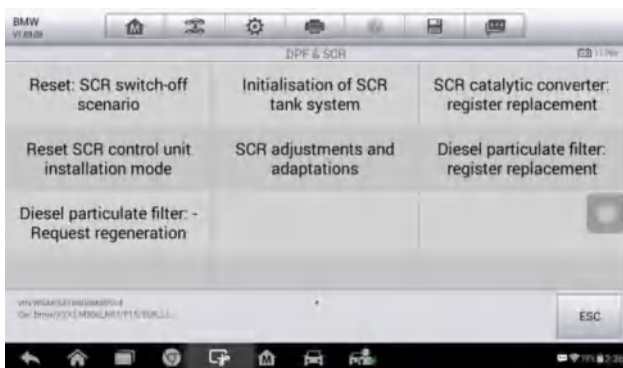 BMW
DPF & SCR
Reset: SCR switch-off
scenario
Initialisation of SCR
tank system
SCR catalytic converter:
register replacement
Reset SCR control unit
installation mode
SCR adjustments and
adaptations
Diesel particulate filter:
register replacement
Diesel particulate filter: -
Request regeneration
ESC